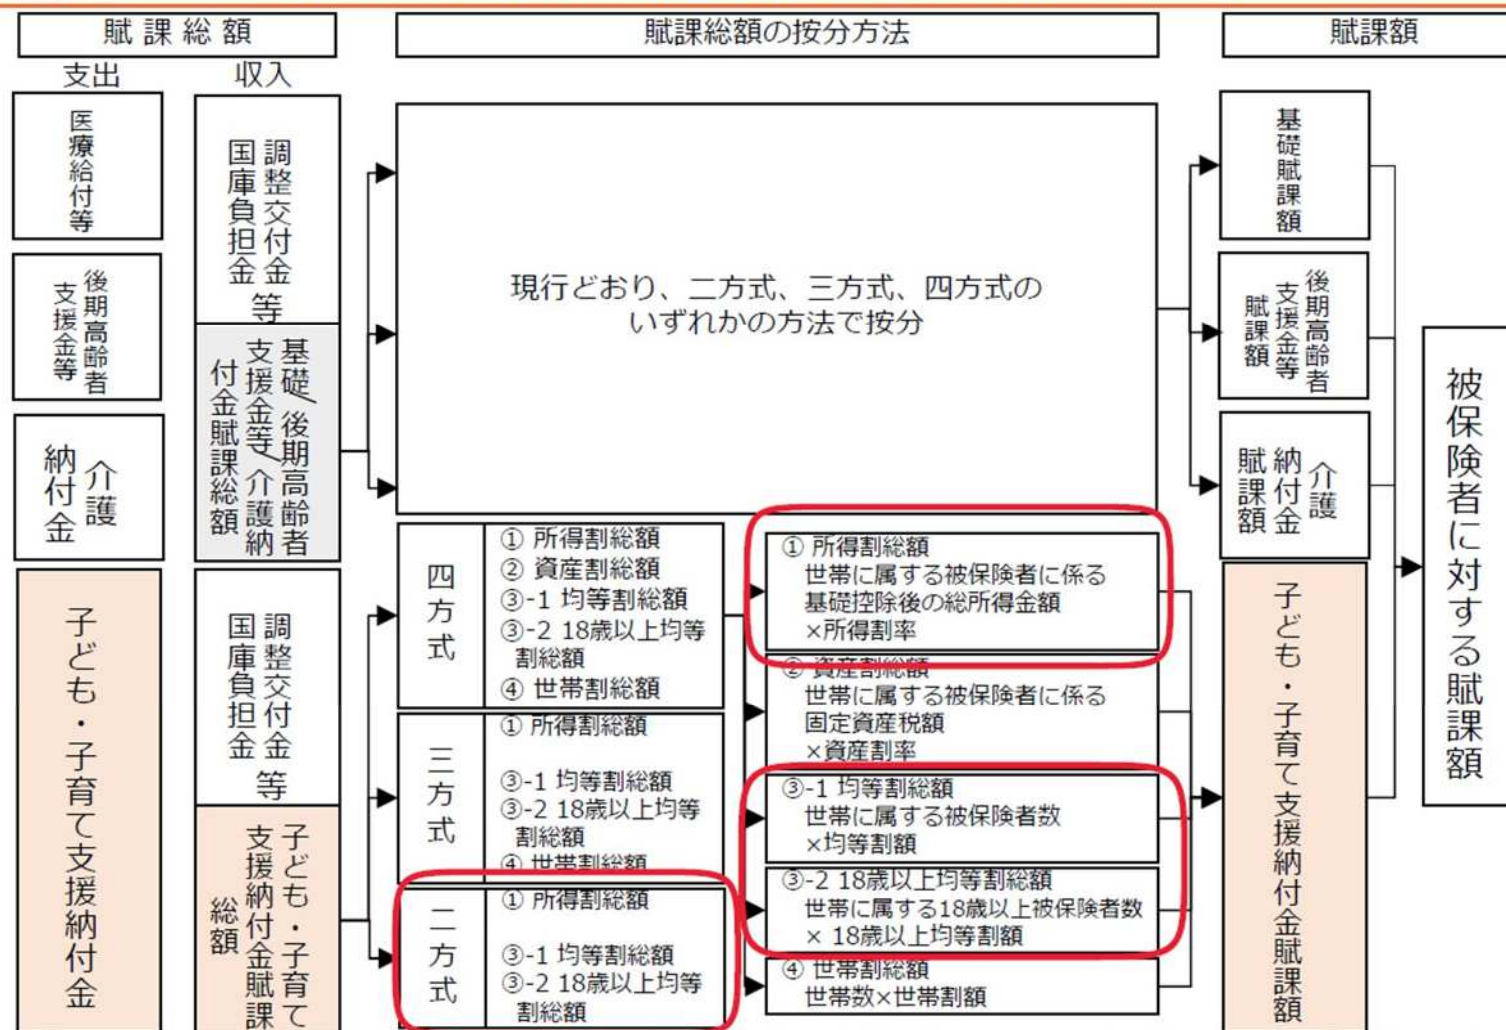 賦課総額
賦課総額の按分方法
賦課額
支出
収入
医療給付等
後期高齢者
支援金等
介護
納付金
子ども・子育て支援納付金
調整交付金
国庫負担金
等
基礎/後期高齢者
支援金等/介護納
付金賦課総額
調整交付金
国庫負担金
等
子ども・子育て
支援納付金賦課
総額
現行どおり、二方式、三方式、四方式の
いずれかの方法で按分
四方式
① 所得割総額
② 資産割総額
③-1 均等割総額
③-2 18歳以上均等
割総額
④ 世帯割総額
三方式
① 所得割総額
③-1 均等割総額
③-2 18歳以上均等
割総額
④ 世帯割総額
二方式
① 所得割総額
③-1 均等割総額
③-2 18歳以上均等
割総額
① 所得割総額
世帯に属する被保険者に係る
基礎控除後の総所得金額
×所得割率
② 資産割総額
世帯に属する被保険者に係る
固定資産税額
×資産割率
③-1 均等割総額
世帯に属する被保険者数
×均等割額
③-2 18歳以上均等割総額
世帯に属する18歳以上被保険者数
× 18歳以上均等割額
④ 世帯割総額
世帯数×世帯割額
基礎賦課額
後期高齢者
支援金等
賦課額
介護
納付金
賦課額
子ども・子育て支援納付金賦課額
被保険者に対する賦課額